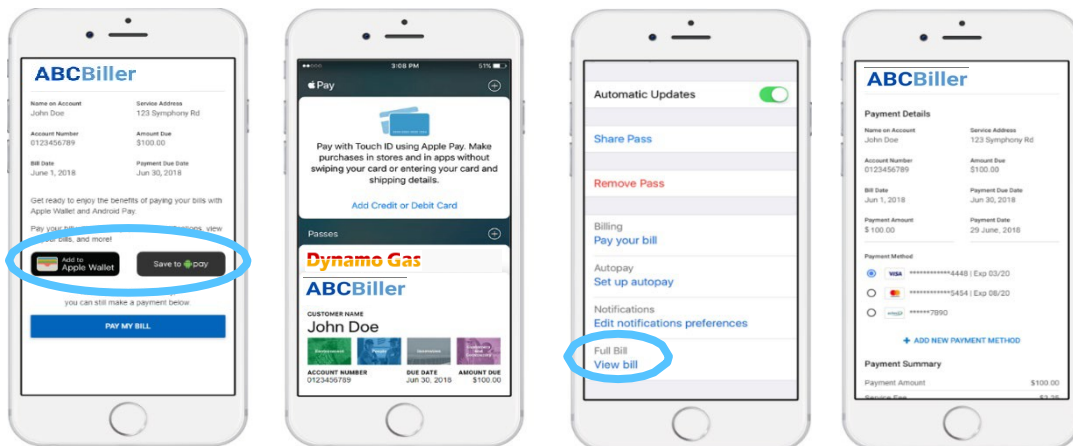 ABCBiller
Name on Account Service Address
John Doe 123 Symphony Rd
Account Number Amount Due
0123456789 $100.00
Bill Date Payment Due Date
June 1, 2018 Jun 30, 2018
Get ready to enjoy the benefits of paying your bills with
Apple Wallet and Android Pay.
Pay your view
your bills, and more!
Add to
Apple Wallet
Save to pay
you can still make a payment below
PAY MY BILL
3:08 PM 51%
Pay
Pay with Touch ID using Apple Pay. Make
purchases in stores and in apps without
swiping your card or entering your card and
shipping details.
Add Credit or Debit Card
Passes
Dynamo Gas
ABCBiller
CUSTOMER NAME
John Doe
ACCOUNT NUMBER DUE DATE AMOUNT DUE
0123456789 Jun 30, 2018 $100.00
Automatic Updates
Share Pass
Remove Pass
Billing
Pay your bill
Autopay
Set up autopay
Notifications
Edit notifications preferences
Full Bill
View bill
ABCBiller
Payment Details
Name on Account Service Address
John Doe 123 Symphony Rd
Account Number Amount Due
0123456789 $100.00
Bill Date Payment Due Date
Jun 1, 2018 Jun 30, 2018
Payment Amount Payment Date
$100.00 29 June, 2018
Payment Method
VISA ************4448 | Exp 03/20
************5454 | Exp 08/20
******7890
+ ADD NEW PAYMENT METHOD
Payment Summary
Payment Amount $100.00
Service Fee